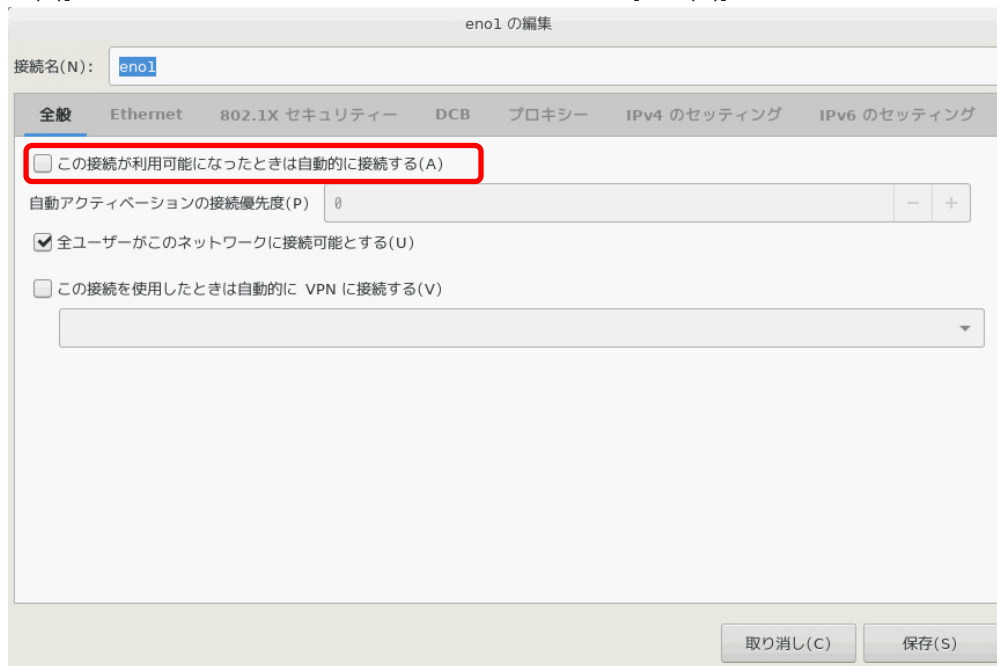 eno1 の編集
接続名(N): eno1
全般 Ethernet 802.1X セキュリティー DCB プロキシー IPv4 のセッティング IPv6 のセッティング
この接続が利用可能になったときは自動的に接続する(A)
自動アクティベーションの接続優先度(P) 0 − +
全ユーザーがこのネットワークに接続可能とする(U)
この接続を使用したときは自動的に VPN に接続する(V)
取り消し(C) 保存(S)